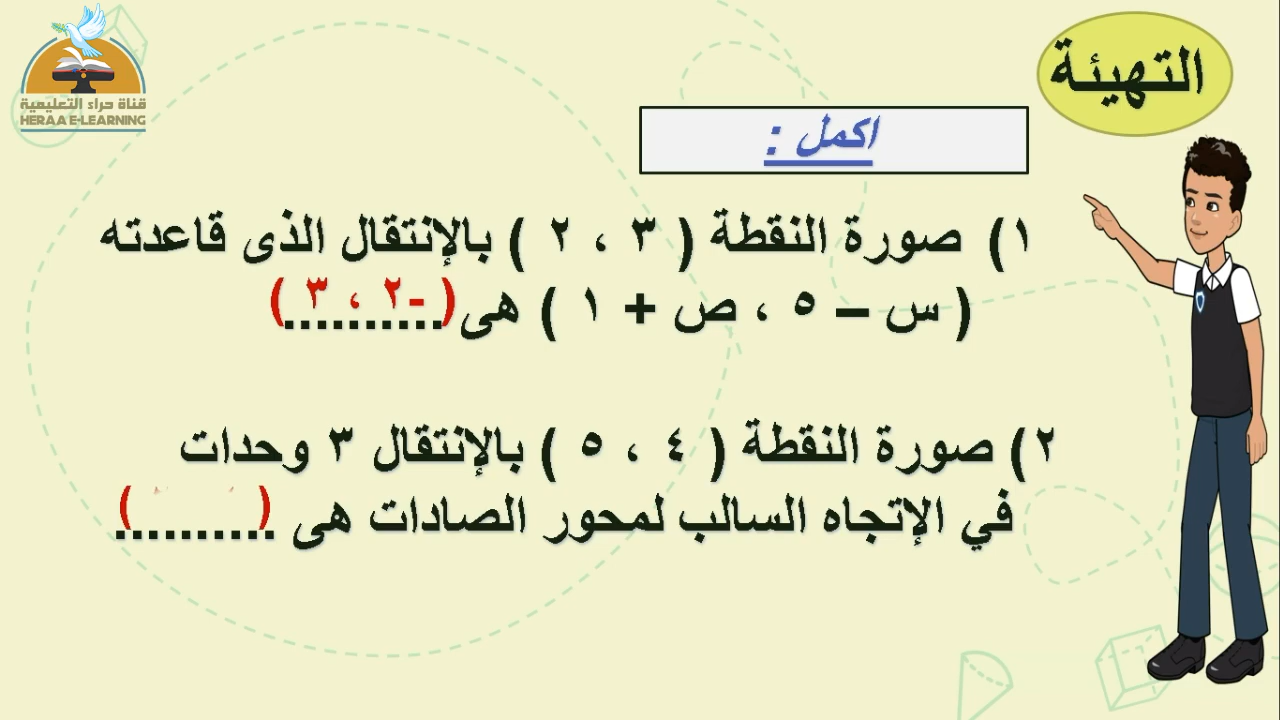 التهيئة
قناة حراء التعليمية
HERAA E-LEARNING
اكمل :
١) صورة النقطة ( ٣ ، ٢ ) بالإنتقال الذى قاعدته
( س – ٥ ، ص + ١ ) هى .......... ( -٢ ، ٣ )
٢) صورة النقطة ( ٤ ، ٥ ) بالإنتقال ٣ وحدات
في الإتجاه السالب لمحور الصادات هى .......... ( )